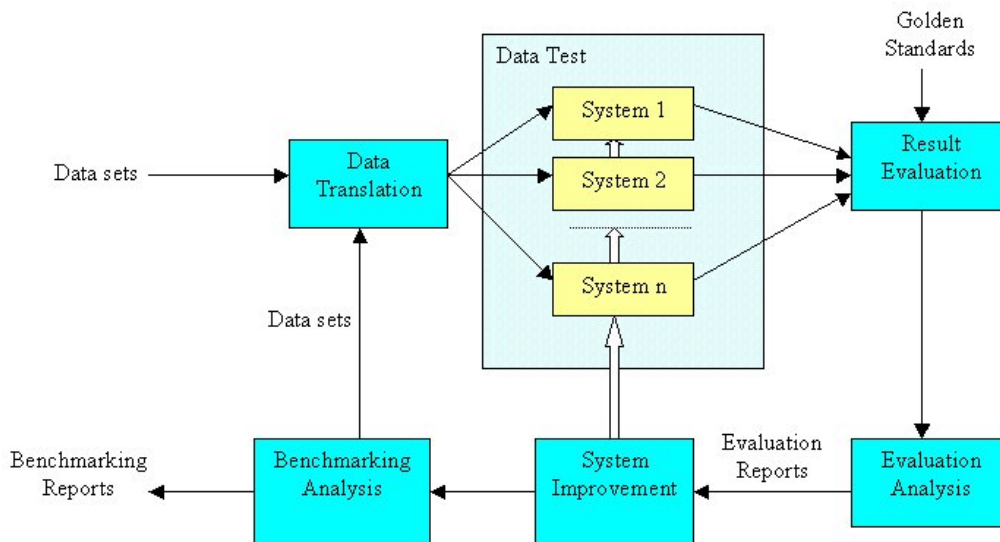 Golden
Standards
Data Test
System 1
Data
Translation
Data sets
System 2
Result
Evaluation
System n
Data sets
Benchmarking
Reports
Benchmarking
Analysis
System
Improvement
Evaluation
Reports
Evaluation
Analysis